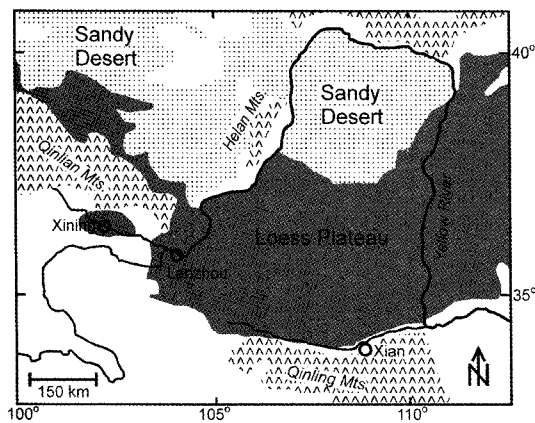 Sandy
Desert
40°
Helan Mts.
Sandy
Desert
Qinlian Mts.
Xining
Loess Plateau
Yellow River
Lanzhou
35°
Xian
Qinling Mts.
N
150 km
100°
105°
110°